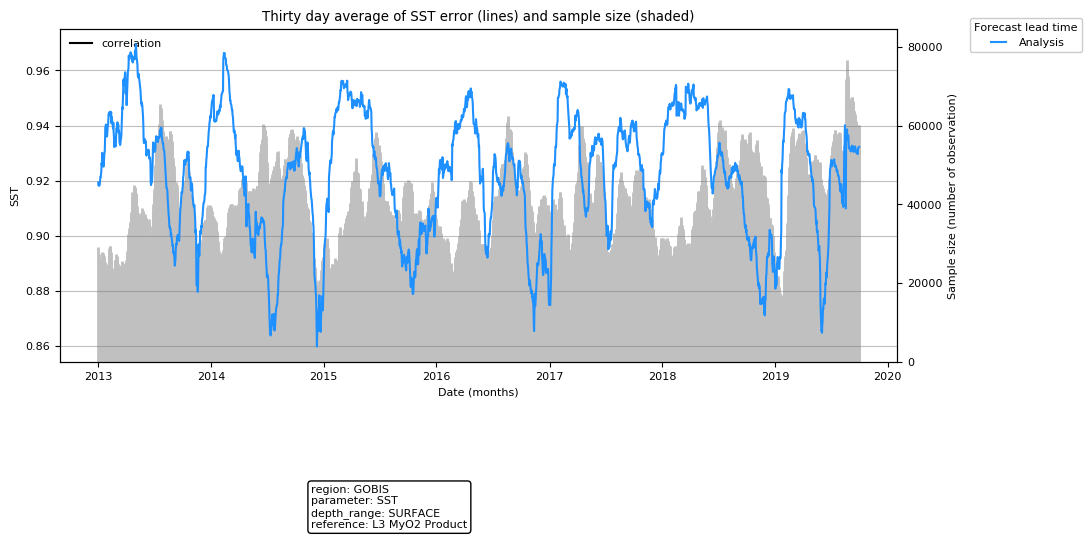 Thirty day average of SST error (lines) and sample size (shaded)
Forecast lead time
Analysis
correlation
80000
0.96
0.94
60000
0.92
SST
Sample size (number of observation)
40000
0.90
20000
0.88
0.86
0
2013
2014
2015
2016
2017
2018
2019
2020
Date (months)
region: GOBIS
parameter: SST
depth_range: SURFACE
reference: L3 MyO2 Product